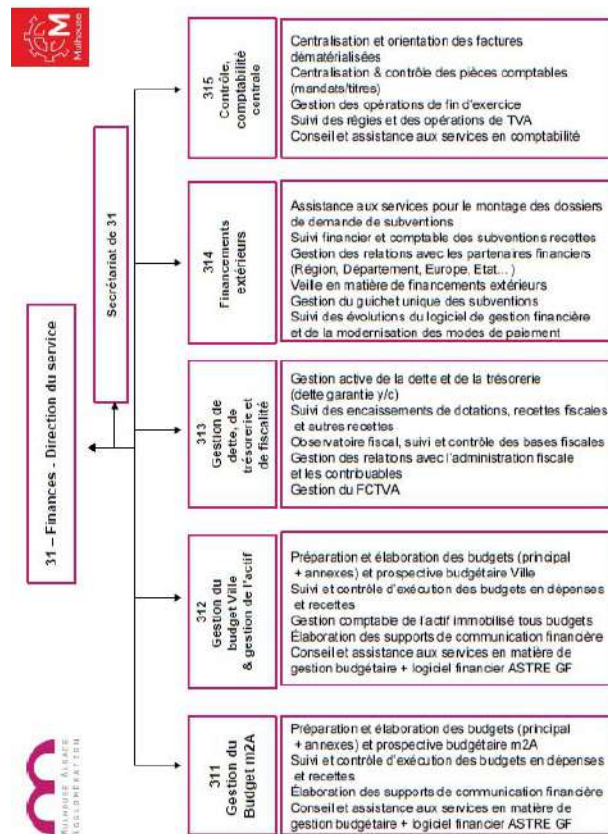 Mulhouse
MULHOUSE ALSACE
AGGLOMÉRATION
31 – Finances - Direction du service
Secrétariat de 31
311
Gestion du
Budget m2A
Préparation et élaboration des budgets (principal
+ annexes) et prospective budgétaire m2A
Suivi et contrôle d'exécution des budgets en dépenses
et recettes
Élaboration des supports de communication financière
Conseil et assistance aux services en matière de
gestion budgétaire + logiciel financier ASTRE GF
312
Gestion du
budget Ville
& gestion de l'actif
Préparation et élaboration des budgets (principal
+ annexes) et prospective budgétaire Ville
Suivi et contrôle d'exécution des budgets en dépenses
et recettes
Gestion comptable de l'actif immobilisé tous budgets
Élaboration des supports de communication financière
Conseil et assistance aux services en matière de
gestion budgétaire + logiciel financier ASTRE GF
313
Gestion de
dette, de
trésorerie et
de fiscalité
Gestion active de la dette et de la trésorerie
(dette garantie y/c)
Suivi des encaissements de dotations, recettes fiscales
et autres recettes
Observatoire fiscal, suivi et contrôle des bases fiscales
Gestion des relations avec l'administration fiscale
et les contribuables
Gestion du FCTVA
314
Financements
extérieurs
Assistance aux services pour le montage des dossiers
de demande de subventions
Suivi financier et comptable des subventions recettes
Gestion des relations avec les partenaires financiers
(Région, Département, Europe, Etat... )
Veille en matière de financements extérieurs
Gestion du guichet unique des subventions
Suivi des évolutions du logiciel de gestion financière
et de la modernisation des modes de paiement
315
Contrôle,
comptabilité
centrale
Centralisation et orientation des factures
dématérialisées
Centralisation & contrôle des pièces comptables
(mandats/titres)
Gestion des opérations de fin d'exercice
Suivi des régies et des opérations de TVA
Conseil et assistance aux services en comptabilité